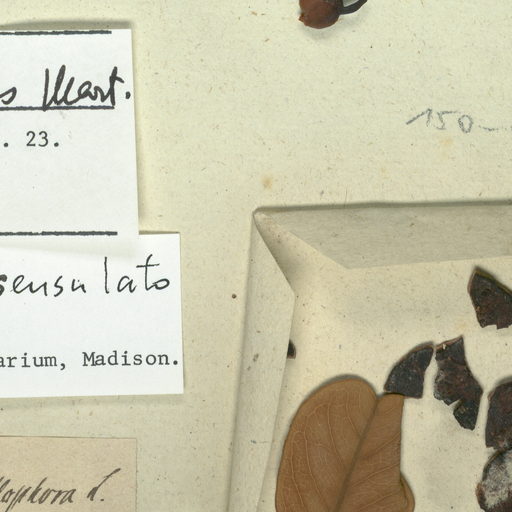 s Mart.
. 23.
150-
sensu lato
arium, Madison.